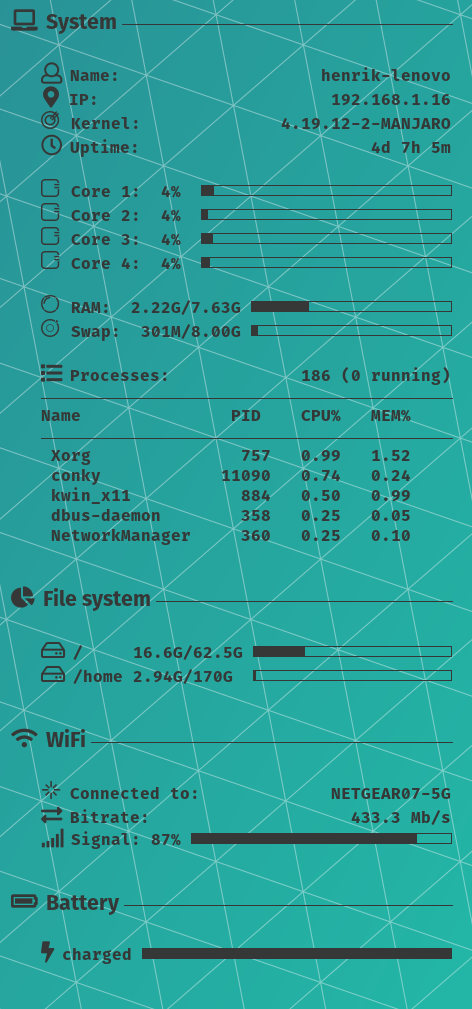 System
Name: henrik-lenovo
IP: 192.168.1.16
Kernel: 4.19.12-2-MANJARO
Uptime: 4d 7h 5m
Core 1: 4%
Core 2: 4%
Core 3: 4%
Core 4: 4%
RAM: 2.22G/7.63G
Swap: 301M/8.00G
Processes: 186 (0 running)
Name PID CPU% MEM%
Xorg 757 0.99 1.52
conky 11090 0.74 0.24
kwin_x11 884 0.50 0.99
dbus-daemon 358 0.25 0.05
NetworkManager 360 0.25 0.10
File system
/ 16.6G/62.5G
/home 2.94G/170G
WiFi
Connected to: NETGEAR07-5G
Bitrate: 433.3 Mb/s
Signal: 87%
Battery
charged